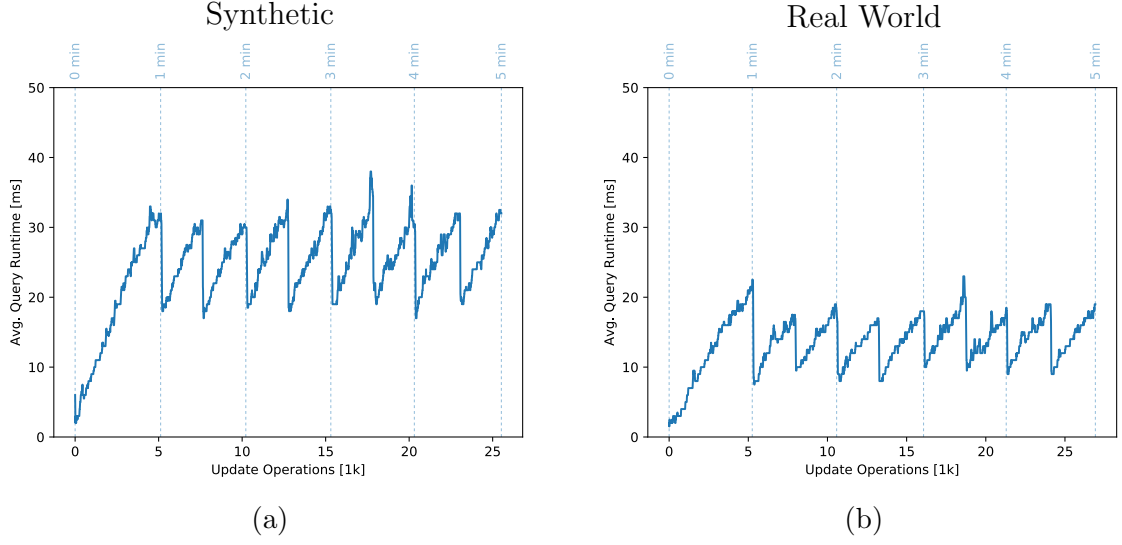 Synthetic
0 min
1 min
2 min
3 min
4 min
5 min
50
40
30
20
10
0
Avg. Query Runtime [ms]
0
5
10
15
20
25
Update Operations [1k]
(a)
Real World
0 min
1 min
2 min
3 min
4 min
5 min
50
40
30
20
10
0
Avg. Query Runtime [ms]
0
5
10
15
20
25
Update Operations [1k]
(b)